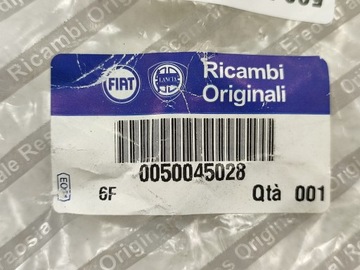 FIAT
LANCIA
Ricambi
Originali
0050045028
6F
Qtà 001